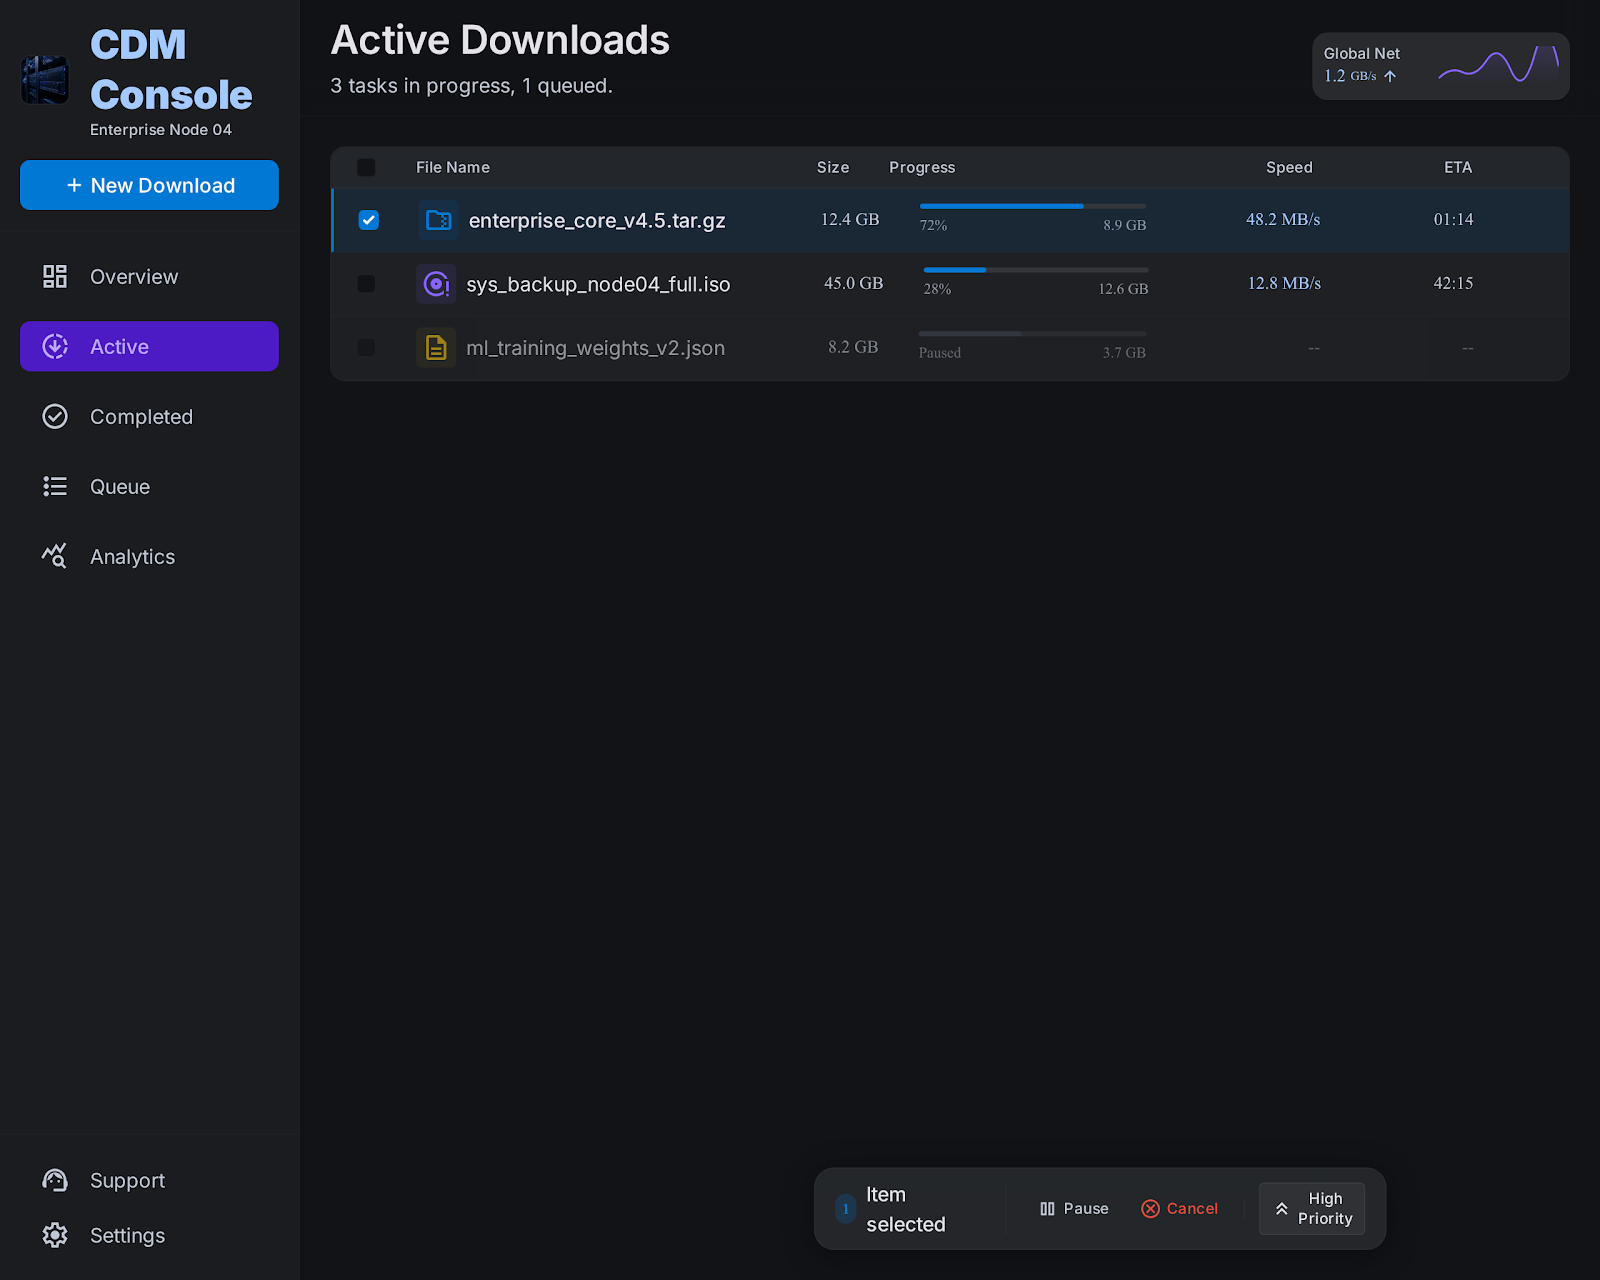 CDM
Console
Enterprise Node 04
+ New Download
Overview
Active
Completed
Queue
Analytics
Support
Settings
Active Downloads
3 tasks in progress, 1 queued.
Global Net
1.2 GB/s ↑
File Name Size Progress Speed ETA
enterprise_core_v4.5.tar.gz 12.4 GB 72% 8.9 GB 48.2 MB/s 01:14
sys_backup_node04_full.iso 45.0 GB 28% 12.6 GB 12.8 MB/s 42:15
ml_training_weights_v2.json 8.2 GB Paused 3.7 GB -- --
1 Item
selected
Pause
Cancel
High
Priority